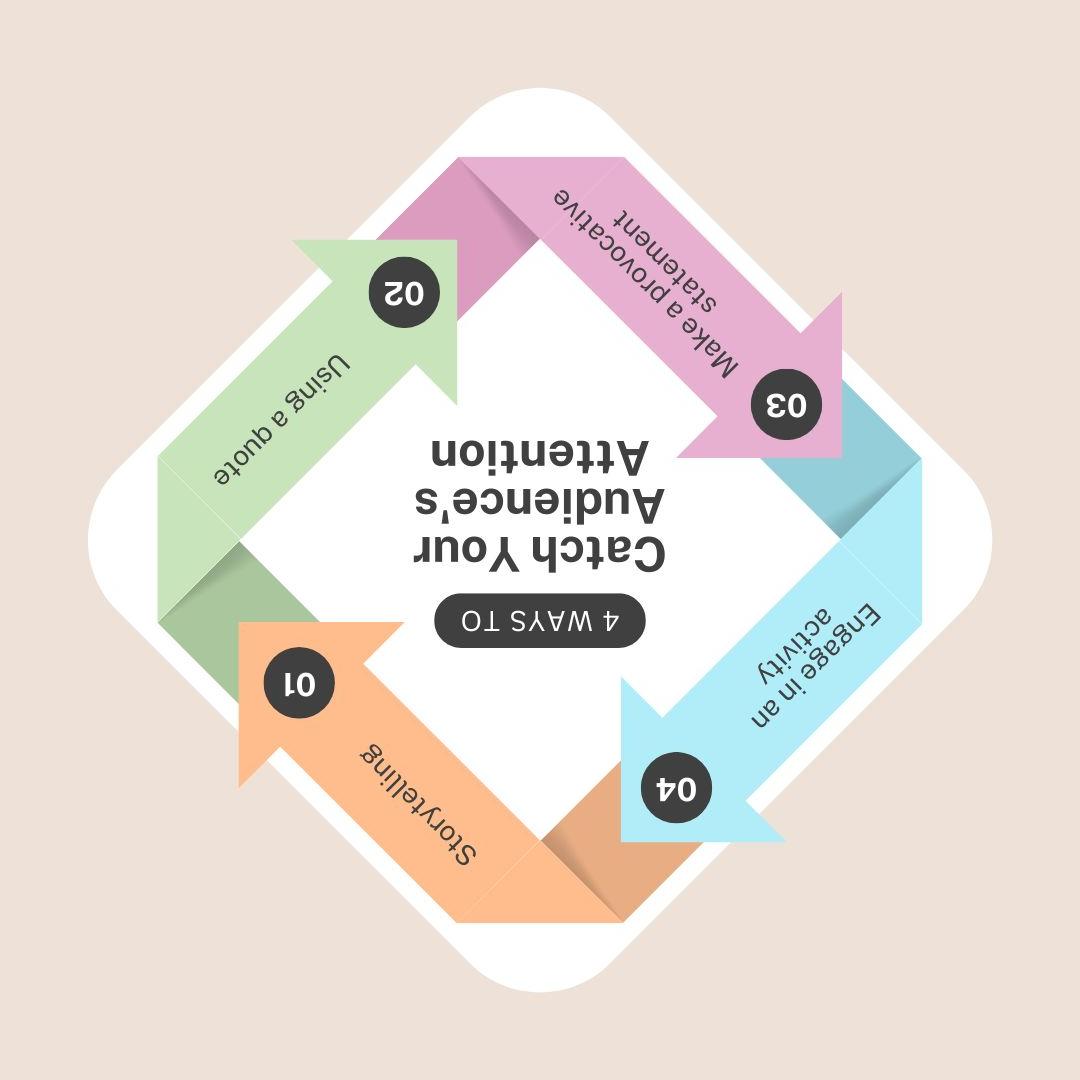 4 WAYS TO
Catch Your
Audience's
Attention
01
Storytelling
02
Using a quote
03
Make a provocative
statement
04
Engage in an
activity